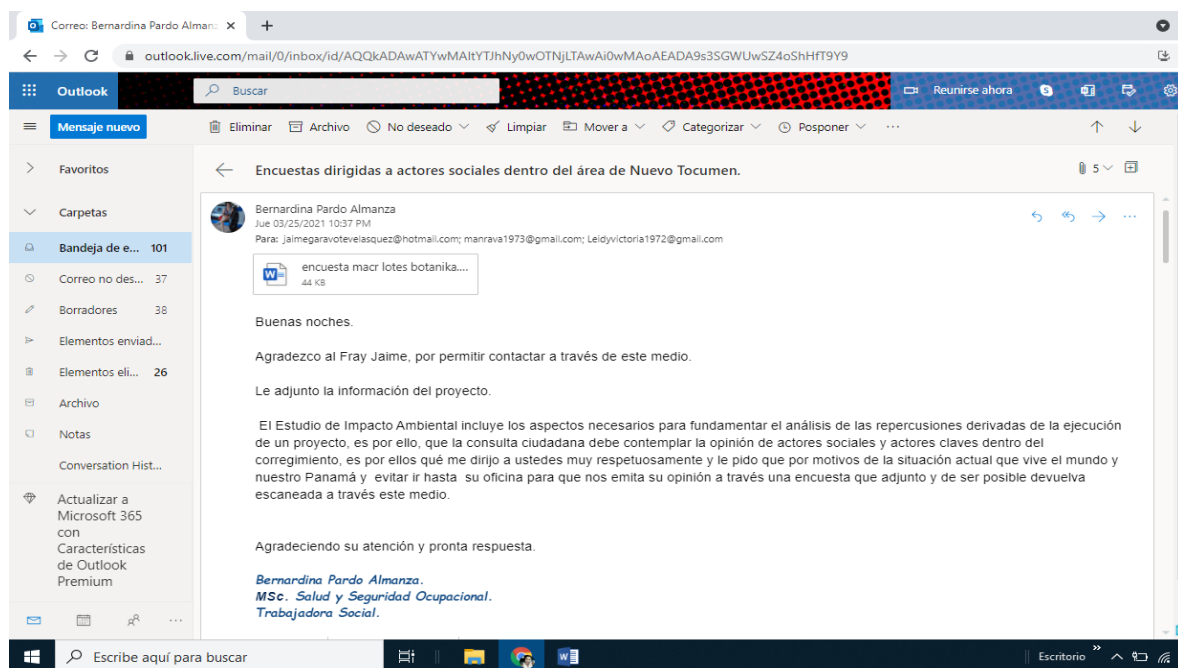 Correo: Bernardina Pardo Alman
outlook.live.com/mail/0/inbox/id/AQQkADAwATYwMAItYTJhNy0wOTNjLTAwAi0wMAoAEADA9s3SGWUwSZ4oShHfT9Y9
Outlook
Buscar
Reunirse ahora
Mensaje nuevo
Eliminar Archivo No deseado Limpiar Mover a Categorizar Posponer ...
Favoritos
Encuestas dirigidas a actores sociales dentro del área de Nuevo Tocumen.
5
Carpetas
Bandeja de e... 101
Correo no des... 37
Borradores 38
Elementos enviad...
Elementos eli... 26
Archivo
Notas
Conversation Hist...
Actualizar a
Microsoft 365
con
Características
de Outlook
Premium
Bernardina Pardo Almanza
Jue 03/25/2021 10:37 PM
Para: jaimegaravotevelasquez@hotmail.com; manrava1973@gmail.com; Leidyvictoria1972@gmail.com
encuesta macr lotes botanika....
44 KB
Buenas noches.
Agradezco al Fray Jaime, por permitir contactar a través de este medio.
Le adjunto la información del proyecto.
El Estudio de Impacto Ambiental incluye los aspectos necesarios para fundamentar el análisis de las repercusiones derivadas de la ejecución
de un proyecto, es por ello, que la consulta ciudadana debe contemplar la opinión de actores sociales y actores claves dentro del
corregimiento, es por ellos qué me dirijo a ustedes muy respetuosamente y le pido que por motivos de la situación actual que vive el mundo y
nuestro Panamá y evitar ir hasta su oficina para que nos emita su opinión a través una encuesta que adjunto y de ser posible devuelva
escaneada a través este medio.
Agradeciendo su atención y pronta respuesta.
Bernardina Pardo Almanza.
MSc. Salud y Seguridad Ocupacional.
Trabajadora Social.
Escribe aquí para buscar
Escritorio